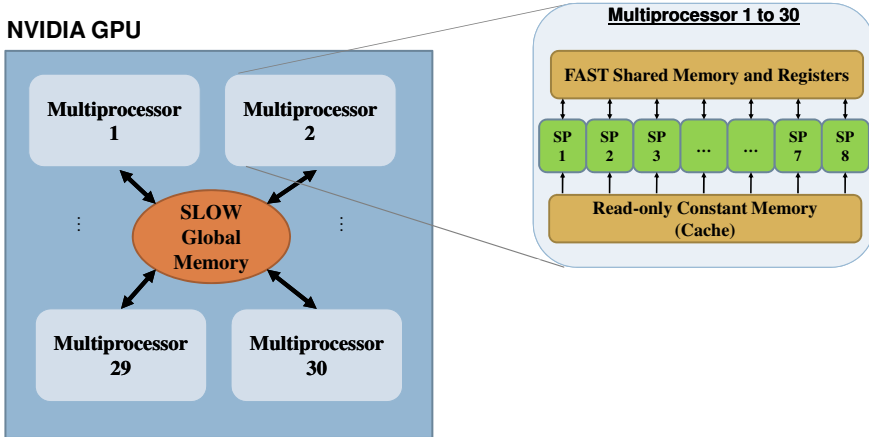 NVIDIA GPU
Multiprocessor
1
Multiprocessor
2
SLOW
Global
Memory
...
...
Multiprocessor
29
Multiprocessor
30
Multiprocessor 1 to 30
FAST Shared Memory and Registers
SP
1
SP
2
SP
3
...
...
SP
7
SP
8
Read-only Constant Memory
(Cache)